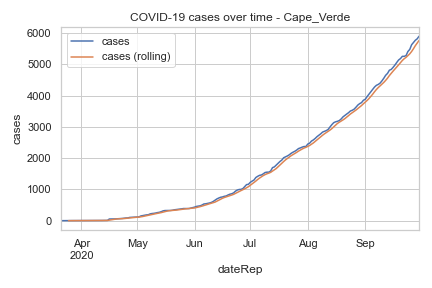 COVID-19 cases over time - Cape_Verde
cases
cases (rolling)
6000
5000
4000
3000
2000
1000
0
cases
Apr
2020
May
Jun
Jul
Aug
Sep
dateRep